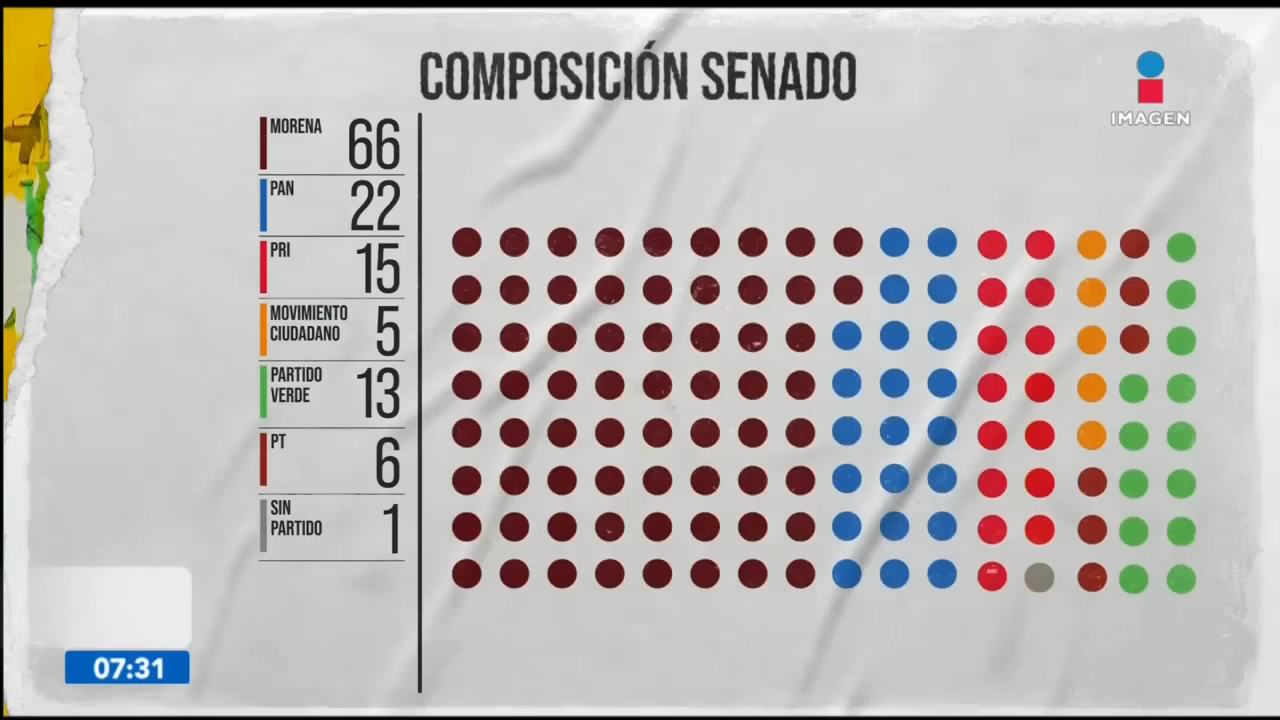 COMPOSICIÓN SENADO
IMAGEN
MORENA 66
PAN 22
PRI 15
MOVIMIENTO
CIUDADANO 5
PARTIDO
VERDE 13
PT 6
SIN
PARTIDO 1
07:31